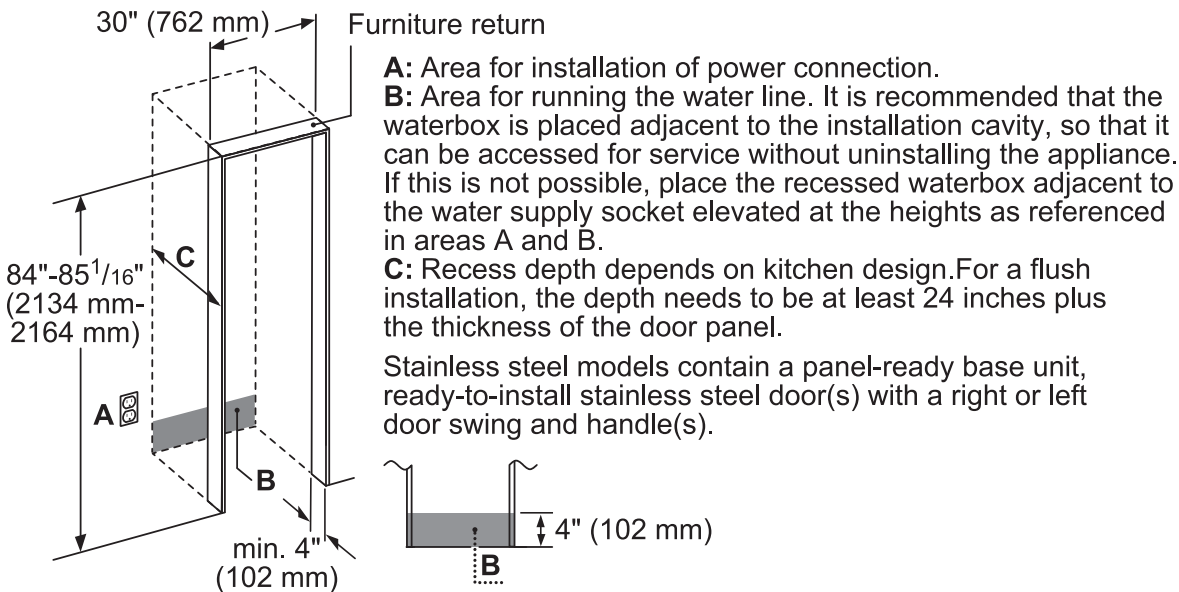 30" (762 mm)
Furniture return
A: Area for installation of power connection.
B: Area for running the water line. It is recommended that the
waterbox is placed adjacent to the installation cavity, so that it
can be accessed for service without uninstalling the appliance.
If this is not possible, place the recessed waterbox adjacent to
the water supply socket elevated at the heights as referenced
in areas A and B.
C: Recess depth depends on kitchen design.For a flush
installation, the depth needs to be at least 24 inches plus
the thickness of the door panel.
Stainless steel models contain a panel-ready base unit,
ready-to-install stainless steel door(s) with a right or left
door swing and handle(s).
C
84"-85 1/16"
(2134 mm-
2164 mm)
A
B
min. 4"
(102 mm)
4" (102 mm)
B